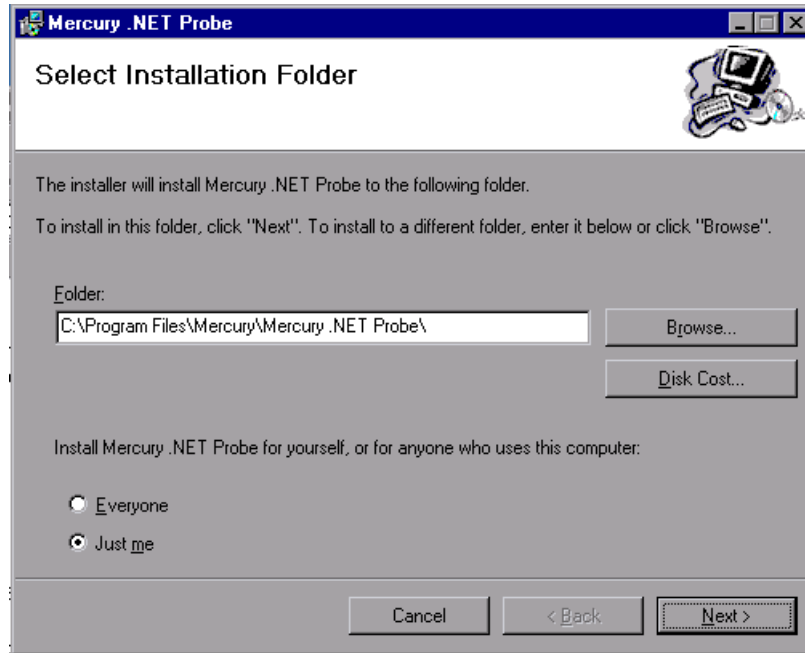 Mercury .NET Probe
Select Installation Folder
The installer will install Mercury .NET Probe to the following folder.
To install in this folder, click "Next". To install to a different folder, enter it below or click "Browse".
Folder:
C:\Program Files\Mercury\Mercury .NET Probe\
Browse...
Disk Cost...
Install Mercury .NET Probe for yourself, or for anyone who uses this computer:
Everyone
Just me
Cancel
< Back
Next >